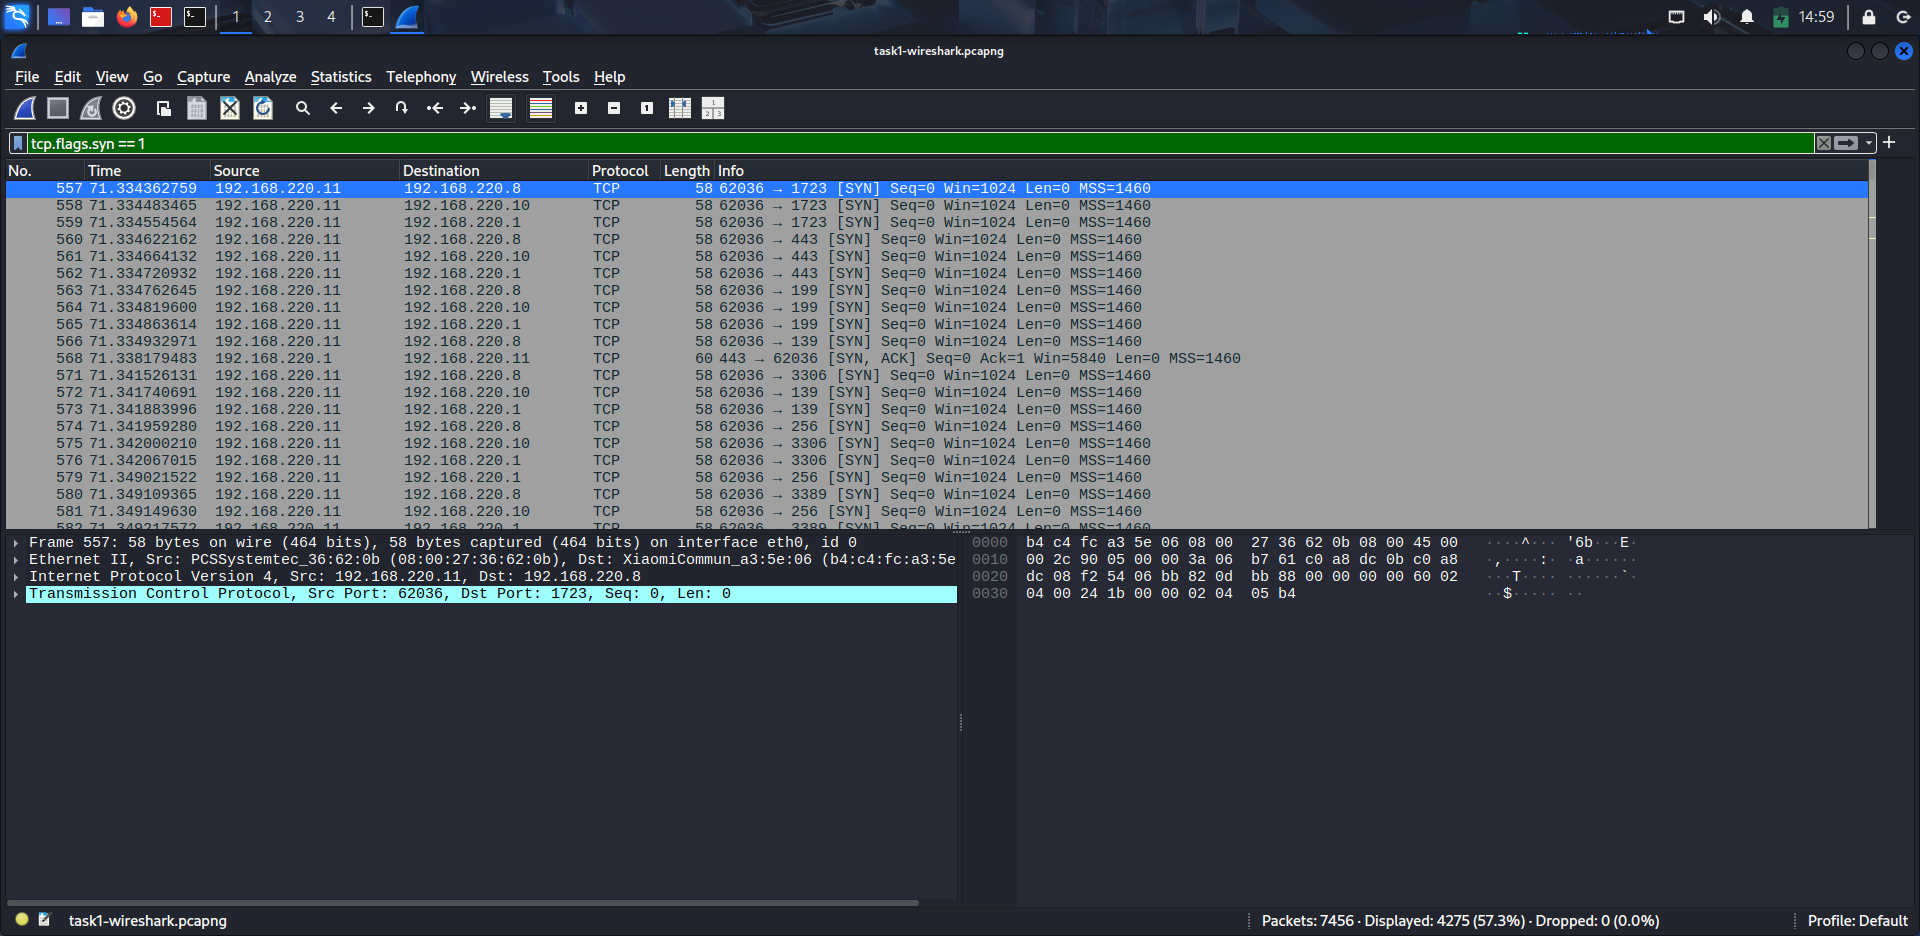 1 2 3 4 14:59
task1-wireshark.pcapng
File Edit View Go Capture Analyze Statistics Telephony Wireless Tools Help
tcp.flags.syn == 1
No. Time Source Destination Protocol Length Info
557 71.334362759 192.168.220.11 192.168.220.8 TCP 58 62036 → 1723 [SYN] Seq=0 Win=1024 Len=0 MSS=1460
558 71.334483465 192.168.220.11 192.168.220.10 TCP 58 62036 → 1723 [SYN] Seq=0 Win=1024 Len=0 MSS=1460
559 71.334554564 192.168.220.11 192.168.220.1 TCP 58 62036 → 1723 [SYN] Seq=0 Win=1024 Len=0 MSS=1460
560 71.334622162 192.168.220.11 192.168.220.8 TCP 58 62036 → 443 [SYN] Seq=0 Win=1024 Len=0 MSS=1460
561 71.334664132 192.168.220.11 192.168.220.10 TCP 58 62036 → 443 [SYN] Seq=0 Win=1024 Len=0 MSS=1460
562 71.334720932 192.168.220.11 192.168.220.1 TCP 58 62036 → 443 [SYN] Seq=0 Win=1024 Len=0 MSS=1460
563 71.334762645 192.168.220.11 192.168.220.8 TCP 58 62036 → 199 [SYN] Seq=0 Win=1024 Len=0 MSS=1460
564 71.334819600 192.168.220.11 192.168.220.10 TCP 58 62036 → 199 [SYN] Seq=0 Win=1024 Len=0 MSS=1460
565 71.334863614 192.168.220.11 192.168.220.1 TCP 58 62036 → 199 [SYN] Seq=0 Win=1024 Len=0 MSS=1460
566 71.334932971 192.168.220.11 192.168.220.8 TCP 58 62036 → 139 [SYN] Seq=0 Win=1024 Len=0 MSS=1460
568 71.338179483 192.168.220.1 192.168.220.11 TCP 60 443 → 62036 [SYN, ACK] Seq=0 Ack=1 Win=5840 Len=0 MSS=1460
571 71.341526131 192.168.220.11 192.168.220.8 TCP 58 62036 → 3306 [SYN] Seq=0 Win=1024 Len=0 MSS=1460
572 71.341740691 192.168.220.11 192.168.220.10 TCP 58 62036 → 139 [SYN] Seq=0 Win=1024 Len=0 MSS=1460
573 71.341883996 192.168.220.11 192.168.220.1 TCP 58 62036 → 139 [SYN] Seq=0 Win=1024 Len=0 MSS=1460
574 71.341959280 192.168.220.11 192.168.220.8 TCP 58 62036 → 256 [SYN] Seq=0 Win=1024 Len=0 MSS=1460
575 71.342000210 192.168.220.11 192.168.220.10 TCP 58 62036 → 3306 [SYN] Seq=0 Win=1024 Len=0 MSS=1460
576 71.342067015 192.168.220.11 192.168.220.1 TCP 58 62036 → 3306 [SYN] Seq=0 Win=1024 Len=0 MSS=1460
579 71.349021522 192.168.220.11 192.168.220.1 TCP 58 62036 → 256 [SYN] Seq=0 Win=1024 Len=0 MSS=1460
580 71.349109365 192.168.220.11 192.168.220.8 TCP 58 62036 → 3389 [SYN] Seq=0 Win=1024 Len=0 MSS=1460
581 71.349149630 192.168.220.11 192.168.220.10 TCP 58 62036 → 256 [SYN] Seq=0 Win=1024 Len=0 MSS=1460
582 71.349217572 192.168.220.11 192.168.220.1 TCP 58 62036 → 3389 [SYN] Seq=0 Win=1024 Len=0 MSS=1460
Frame 557: 58 bytes on wire (464 bits), 58 bytes captured (464 bits) on interface eth0, id 0
Ethernet II, Src: PCSSystemtec_36:62:0b (08:00:27:36:62:0b), Dst: XiaomiCommun_a3:5e:06 (b4:c4:fc:a3:5e
Internet Protocol Version 4, Src: 192.168.220.11, Dst: 192.168.220.8
Transmission Control Protocol, Src Port: 62036, Dst Port: 1723, Seq: 0, Len: 0
0000 b4 c4 fc a3 5e 06 08 00 27 36 62 0b 08 00 45 00 ····^··· '6b···E·
0010 00 2c 90 05 00 00 3a 06 b7 61 c0 a8 dc 0b c0 a8 ·,····:· ·a······
0020 dc 08 f2 54 06 bb 82 0d bb 88 00 00 00 00 60 02 ···T···· ······`·
0030 04 00 24 1b 00 00 02 04 05 b4 ··$····· ··
task1-wireshark.pcapng
Packets: 7456 · Displayed: 4275 (57.3%) · Dropped: 0 (0.0%)
Profile: Default